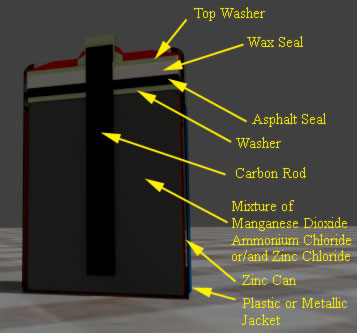 Top Washer
Wax Seal
Asphalt Seal
Washer
Carbon Rod
Mixture of
Manganese Dioxide
Ammonium Chloride
or/and Zinc Chloride
Zinc Can
Plastic or Metallic
Jacket